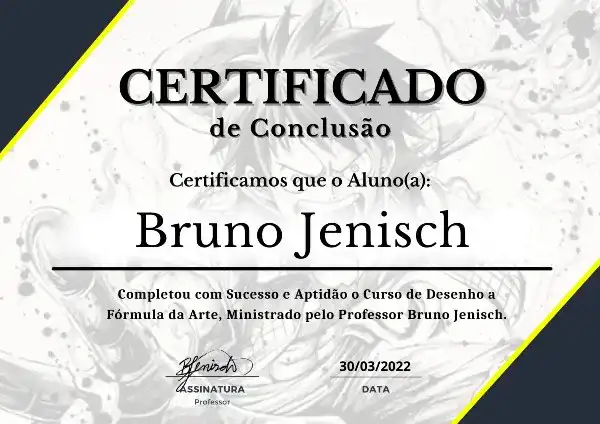 CERTIFICADO
de Conclusão
Certificamos que o Aluno(a):
Bruno Jenisch
Completou com Sucesso e Aptidão o Curso de Desenho a
Fórmula da Arte, Ministrado pelo Professor Bruno Jenisch.
BJenisch
30/03/2022
ASSINATURA
DATA
Professor